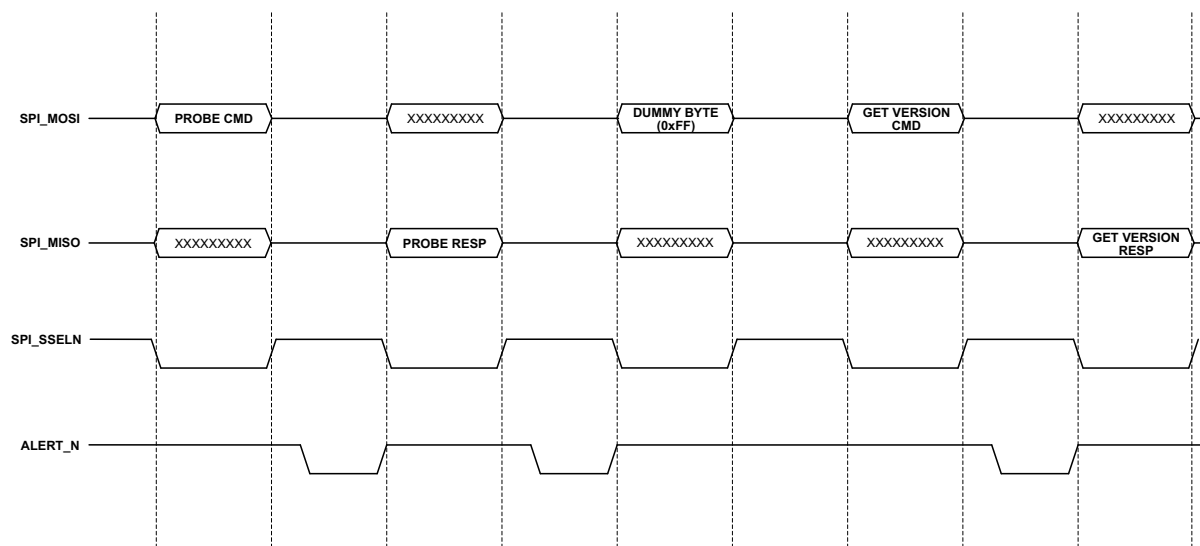 SPI_MOSI
PROBE CMD
XXXXXXXXX
DUMMY BYTE
(0xFF)
GET VERSION
CMD
XXXXXXXXX
SPI_MISO
XXXXXXXXX
PROBE RESP
XXXXXXXXX
XXXXXXXXX
GET VERSION
RESP
SPI_SSELN
ALERT_N